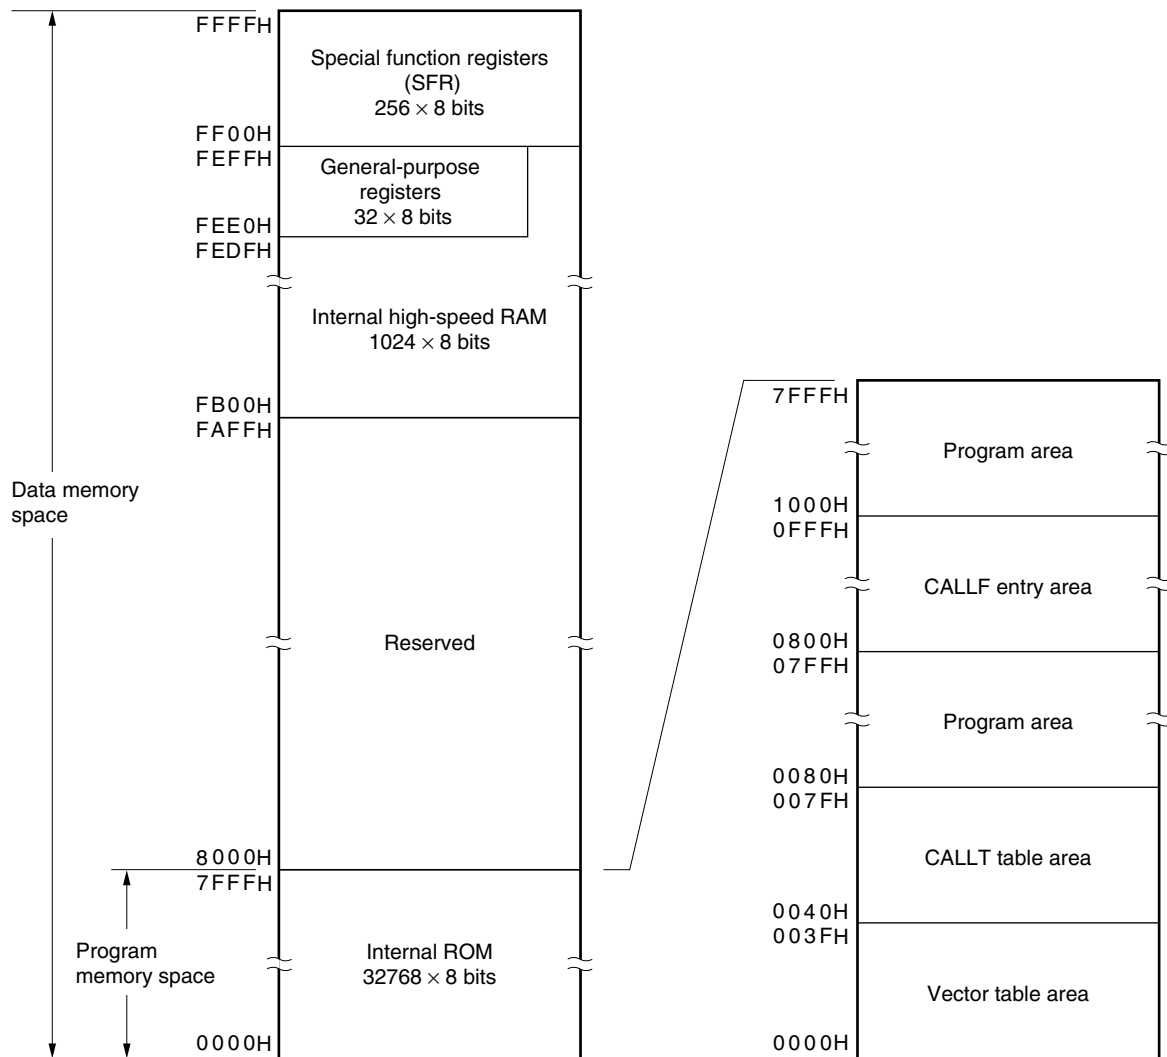 FFFFH
Special function registers
(SFR)
256 × 8 bits
FF00H
FEFFH
General-purpose
registers
32 × 8 bits
FEE0H
FEDFH
Internal high-speed RAM
1024 × 8 bits
FB00H
FAFFH
Data memory
space
Reserved
8000H
7FFFH
Program
memory space
Internal ROM
32768 × 8 bits
0000H
7FFFH
Program area
1000H
0FFFH
CALLF entry area
0800H
07FFH
Program area
0080H
007FH
CALLT table area
0040H
003FH
Vector table area
0000H